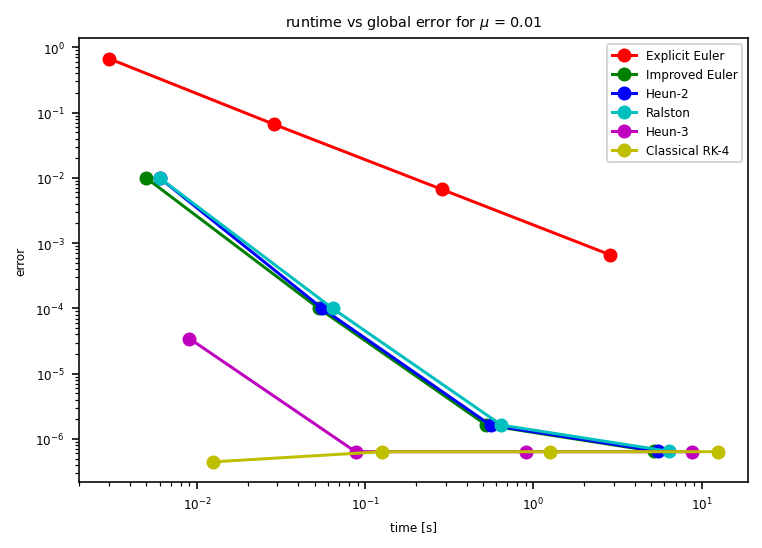 runtime vs global error for μ = 0.01
10⁰
10⁻¹
10⁻²
10⁻³
10⁻⁴
10⁻⁵
10⁻⁶
error
Explicit Euler
Improved Euler
Heun-2
Ralston
Heun-3
Classical RK-4
10⁻² 10⁻¹ 10⁰ 10¹
time [s]